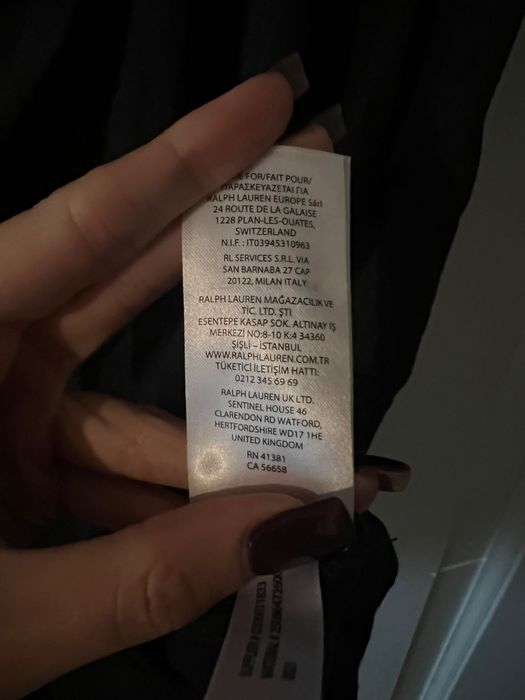 FOR/FAIT POUR/
ΠΑΡΑΣΚΕΥΑΖΕΤΑΙ ΓΙΑ
RALPH LAUREN EUROPE Sàrl
24 ROUTE DE LA GALAISE
1228 PLAN-LES-OUATES,
SWITZERLAND
N.I.F.: IT03945310963
RL SERVICES S.R.L. VIA
SAN BARNABA 27 CAP
20122, MILAN ITALY
RALPH LAUREN MAĞAZACILIK VE
TİC. LTD. ŞTİ
ESENTEPE KASAP SOK. ALTINAY İŞ
MERKEZİ NO:8-10 K:4 34360
ŞİŞLİ – İSTANBUL
WWW.RALPHLAUREN.COM.TR
TÜKETİCİ İLETİŞİM HATTI:
0212 345 69 69
RALPH LAUREN UK LTD.
SENTINEL HOUSE 46
CLARENDON RD WATFORD,
HERTFORDSHIRE WD17 1HE
UNITED KINGDOM
RN 41381
CA 56658
SUPPLIER #
MATERIAL #